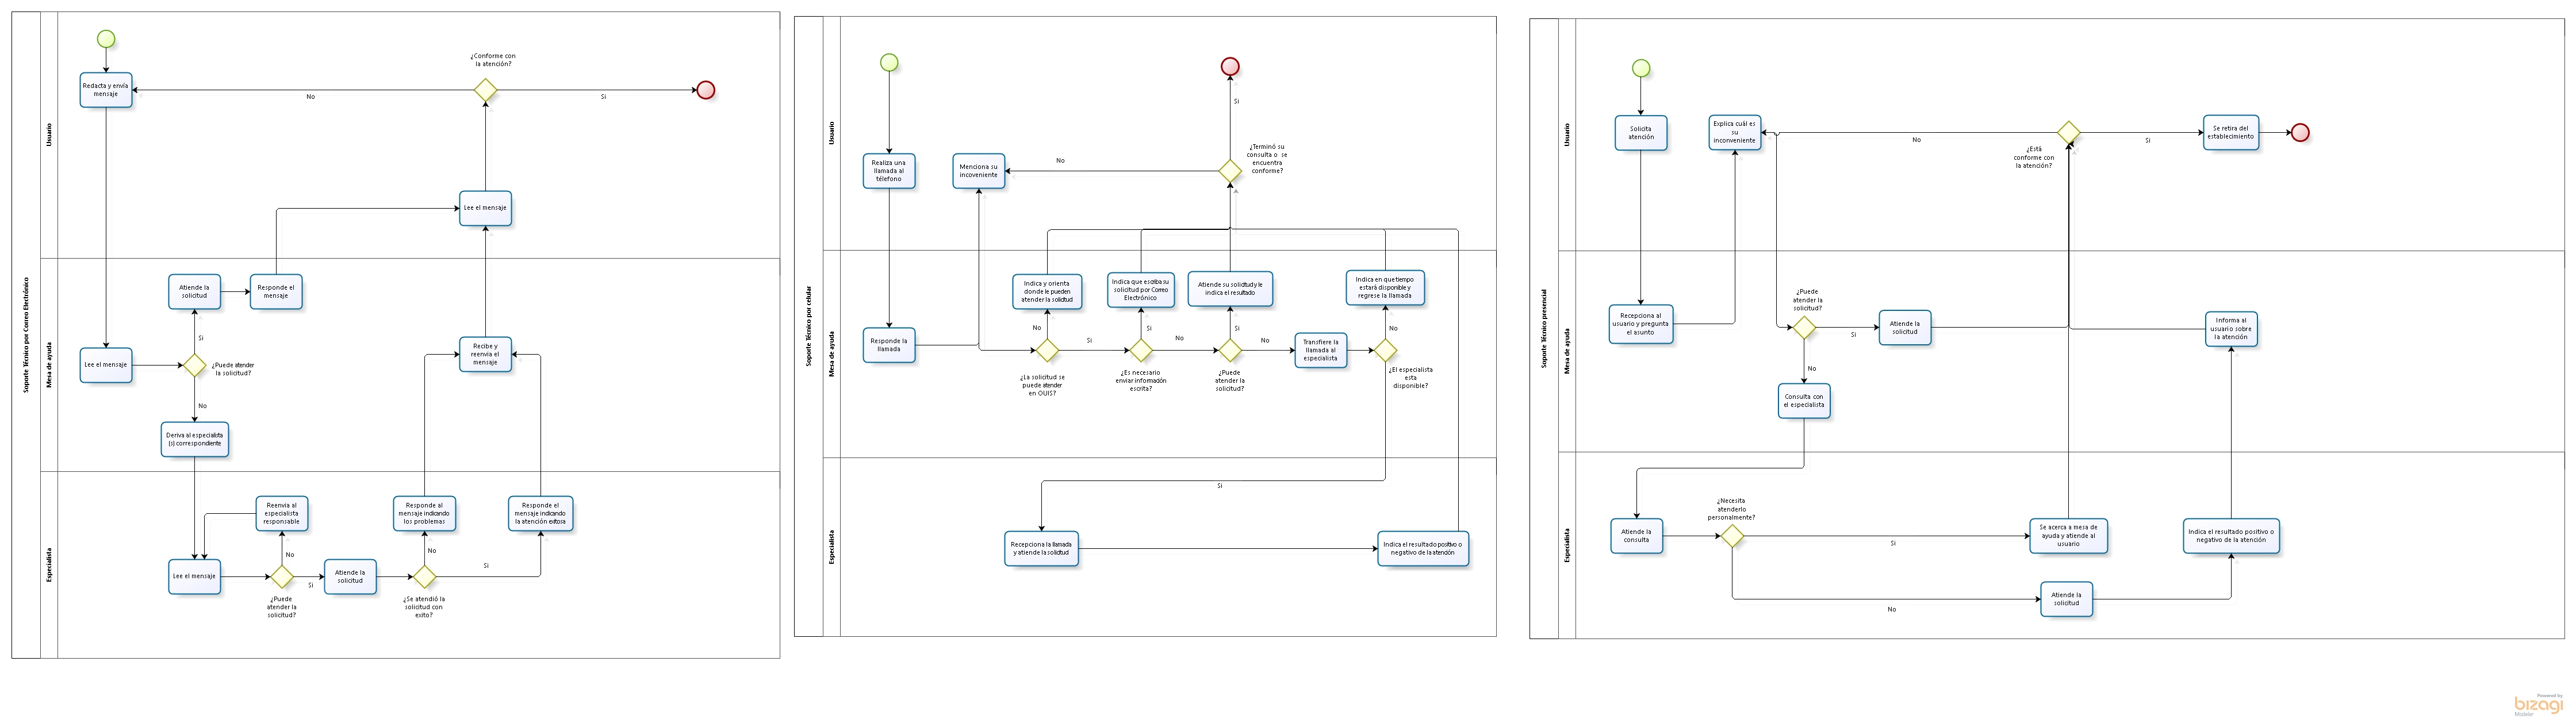 Soporte Técnico por Correo Electrónico
Usuario
Mesa de ayuda
Especialista
¿Conforme con
la atención?
Redacta y envía
mensaje
No
Si
Lee el mensaje
Atiende la
solicitud
Responde el
mensaje
Si
Lee el mensaje
¿Puede atender
la solicitud?
No
Recibe y
reenvía el
mensaje
Deriva al especialista
(s) correspondiente
Reenvia al
especialista
responsable
Responde al
mensaje indicando
los problemas
Responde el
mensaje indicando
la atención exitosa
No
No
Si
Lee el mensaje
Si
Atiende la
solicitud
¿Puede
atender la
solicitud?
¿Se atendió la
solicitud con
exito?
Soporte Técnico por celular
Usuario
Mesa de ayuda
Especialista
Si
¿Terminó su
consulta o se
encuentra
conforme?
Realiza una
llamada al
télefono
Menciona su
incoveniente
No
Indica y orienta
donde le pueden
atender la solicitud
Indica que escriba su
solicitud por Correo
Electrónico
Atiende su solicitud y le
indica el resultado
Indica en que tiempo
estará disponible y
regrese la llamada
No
Si
Si
No
Responde la
llamada
Si
No
No
Transfiere la
llamada al
especialista
¿La solicitud se
puede atender
en OUIS?
¿Es necesario
enviar información
escrita?
¿Puede
atender la
solicitud?
¿El especialista
esta
disponible?
Si
Recepciona la llamada
y atiende la solicitud
Indica el resultado positivo o
negativo de la atención
Soporte Técnico presencial
Usuario
Mesa de ayuda
Especialista
Solicita
atención
Explica cuál es
su
inconveniente
No
¿Está
conforme con
la atención?
Si
Se retira del
establecimiento
Recepciona al
usuario y pregunta
el asunto
¿Puede
atender la
solicitud?
Si
Atiende la
solicitud
Informa al
usuario sobre
la atención
No
Consulta con
el especialista
¿Necesita
atenderlo
personalmente?
Atiende la
consulta
Si
Se acerca a mesa de
ayuda y atiende al
usuario
Indica el resultado positivo o
negativo de la atención
No
Atiende la
solicitud
Powered by
bizagi
Modeler